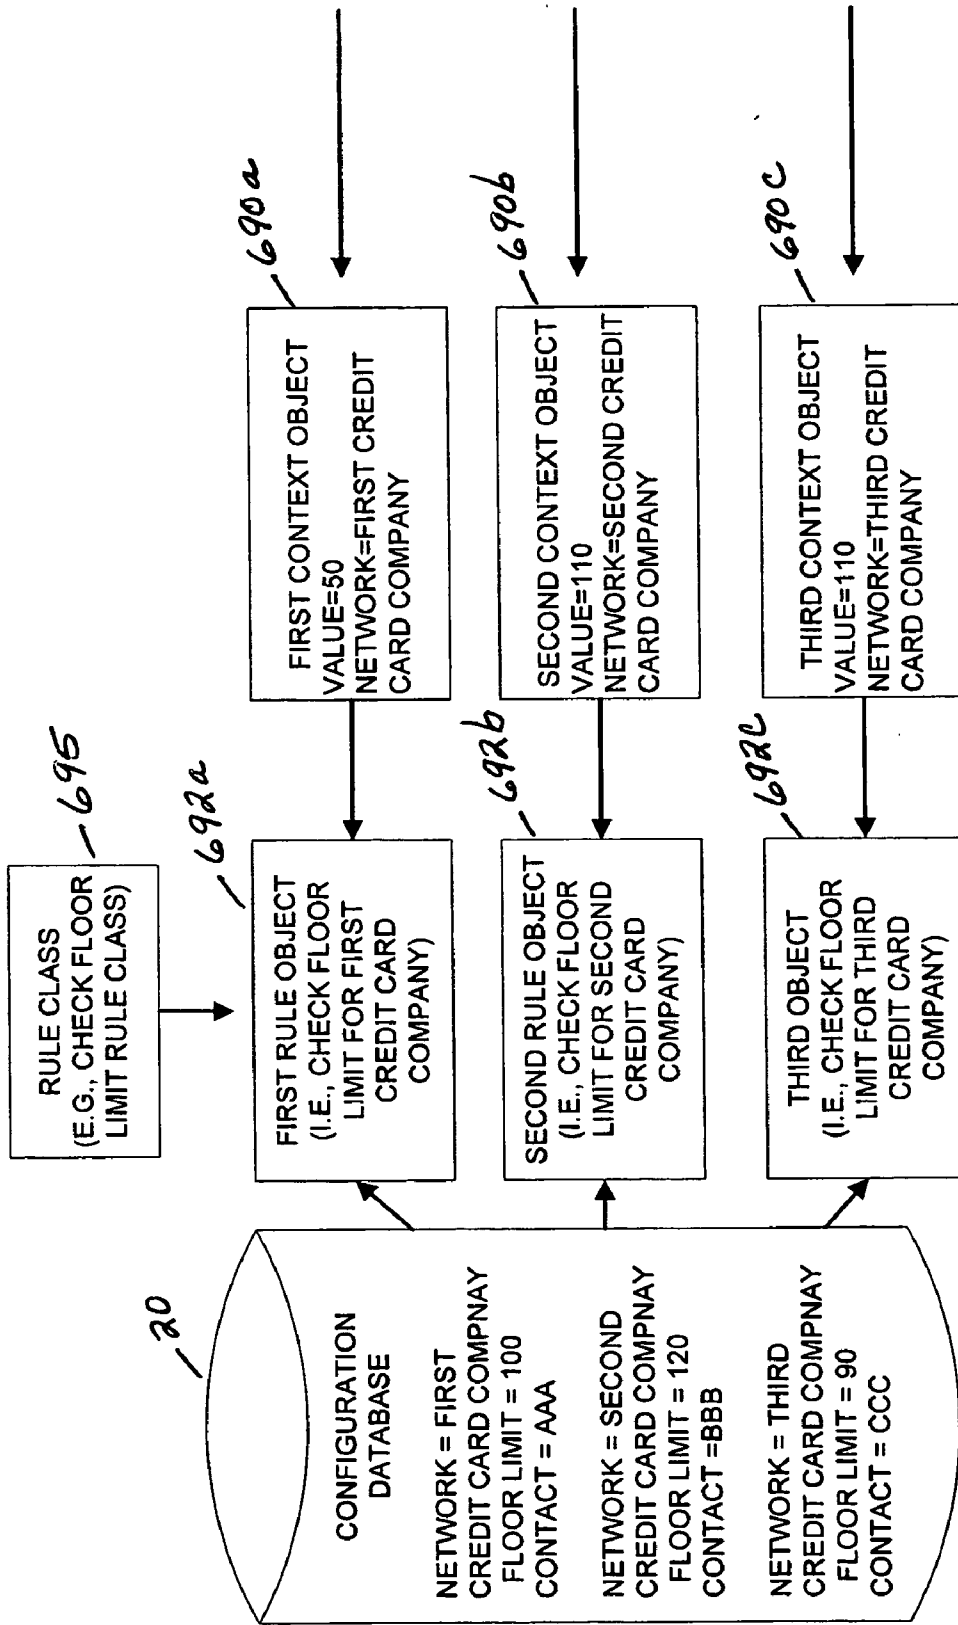 20
CONFIGURATION
DATABASE
NETWORK = FIRST
CREDIT CARD COMPNAY
FLOOR LIMIT = 100
CONTACT = AAA
NETWORK = SECOND
CREDIT CARD COMPNAY
FLOOR LIMIT = 120
CONTACT =BBB
NETWORK = THIRD
CREDIT CARD COMPNAY
FLOOR LIMIT = 90
CONTACT = CCC
RULE CLASS
(E.G., CHECK FLOOR
LIMIT RULE CLASS)
695
692a
FIRST RULE OBJECT
(I.E., CHECK FLOOR
LIMIT FOR FIRST
CREDIT CARD
COMPANY)
692b
SECOND RULE OBJECT
(I.E., CHECK FLOOR
LIMIT FOR SECOND
CREDIT CARD
COMPANY)
692c
THIRD OBJECT
(I.E., CHECK FLOOR
LIMIT FOR THIRD
CREDIT CARD
COMPANY)
690a
FIRST CONTEXT OBJECT
VALUE=50
NETWORK=FIRST CREDIT
CARD COMPANY
690b
SECOND CONTEXT OBJECT
VALUE=110
NETWORK=SECOND CREDIT
CARD COMPANY
690c
THIRD CONTEXT OBJECT
VALUE=110
NETWORK=THIRD CREDIT
CARD COMPANY